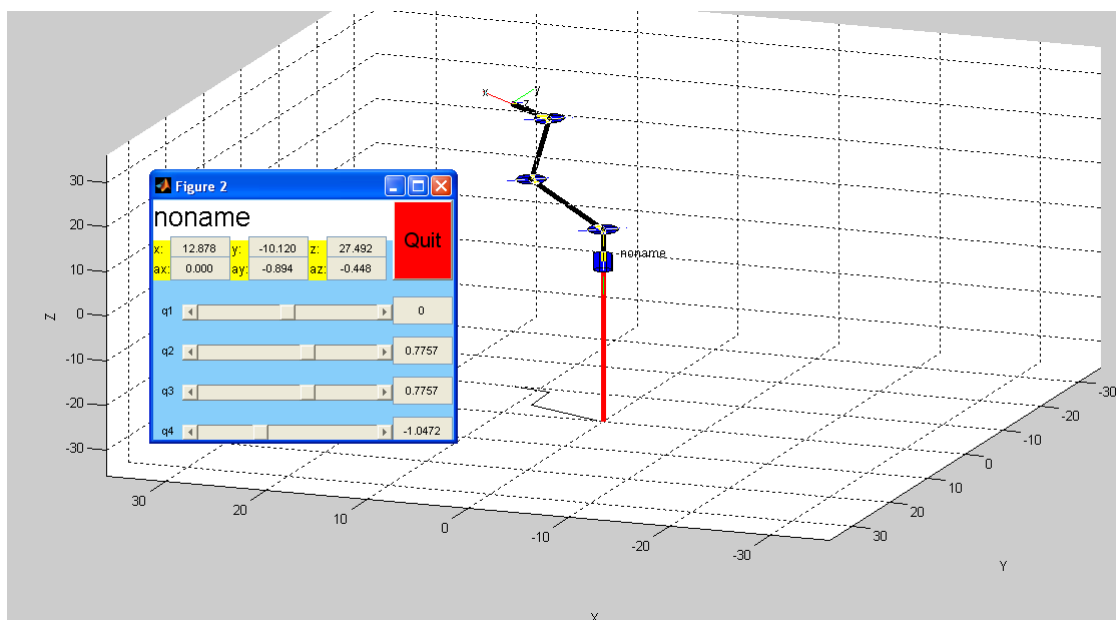 x
y
z
noname
Figure 2
noname
Quit
x: 12.878 y: -10.120 z: 27.492
ax: 0.000 ay: -0.894 az: -0.448
q1 0
q2 0.7757
q3 0.7757
q4 -1.0472
Z
30
20
10
0
-10
-20
-30
30
20
10
0
-10
-20
-30
X
-30
-20
-10
0
10
20
30
Y